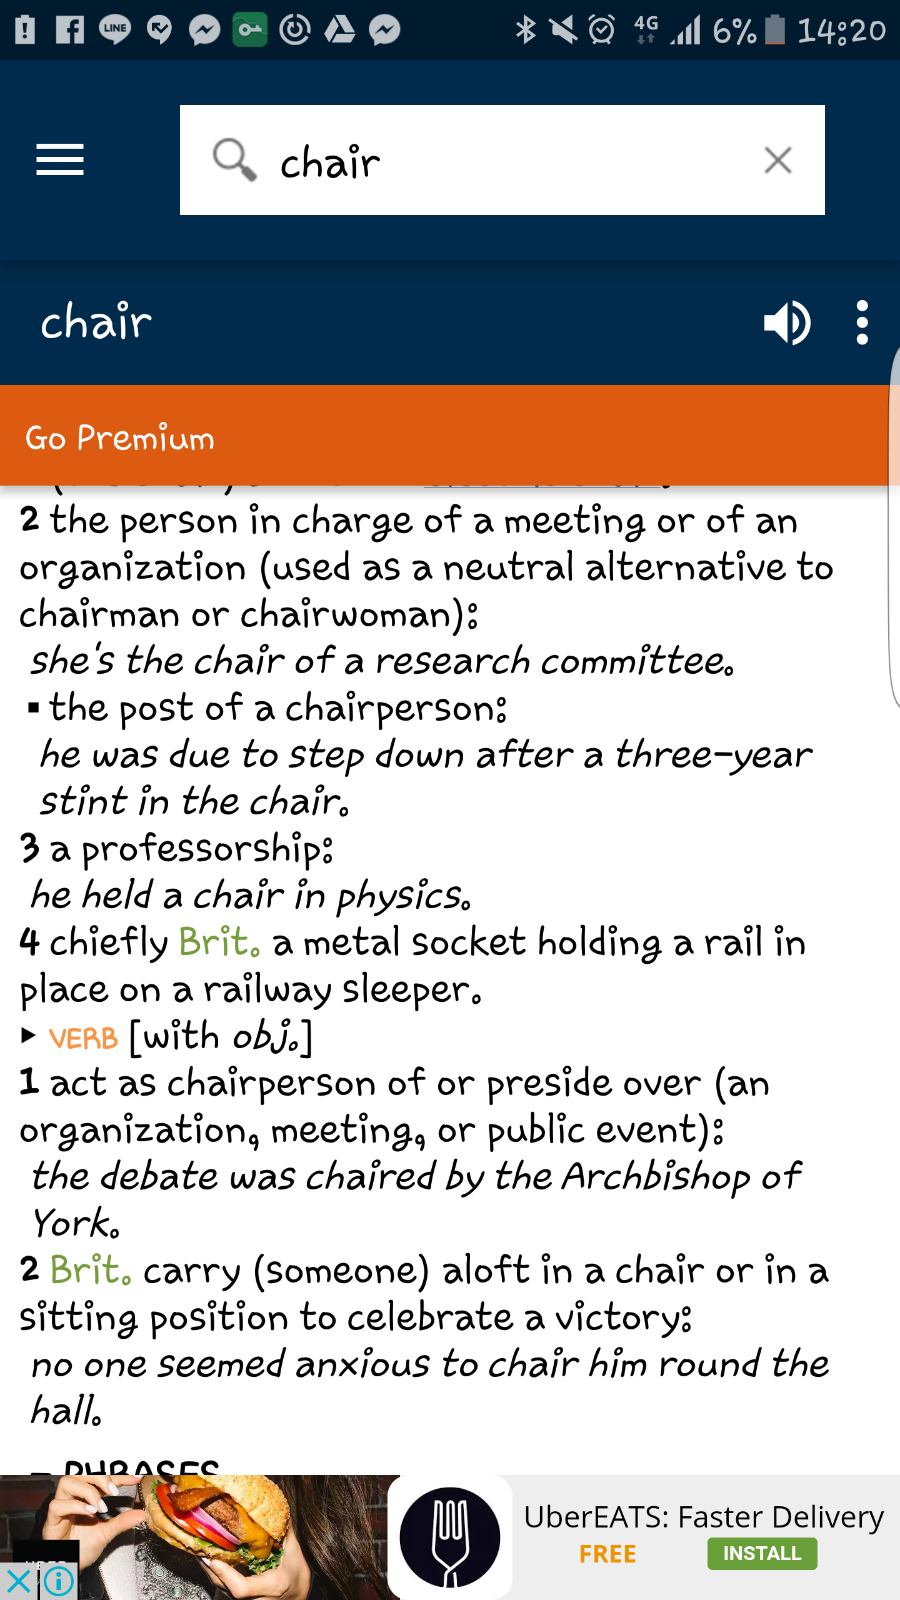 LINE
4G 6% 14:20
chair
chair
Go Premium
2 the person in charge of a meeting or of an
organization (used as a neutral alternative to
chairman or chairwoman):
she's the chair of a research committee.
▪ the post of a chairperson:
he was due to step down after a three-year
stint in the chair.
3 a professorship:
he held a chair in physics.
4 chiefly Brit. a metal socket holding a rail in
place on a railway sleeper.
▶ VERB [with obj.]
1 act as chairperson of or preside over (an
organization, meeting, or public event):
the debate was chaired by the Archbishop of
York.
2 Brit. carry (someone) aloft in a chair or in a
sitting position to celebrate a victory:
no one seemed anxious to chair him round the
hall.
– PHRASES
UberEATS: Faster Delivery
FREE INSTALL